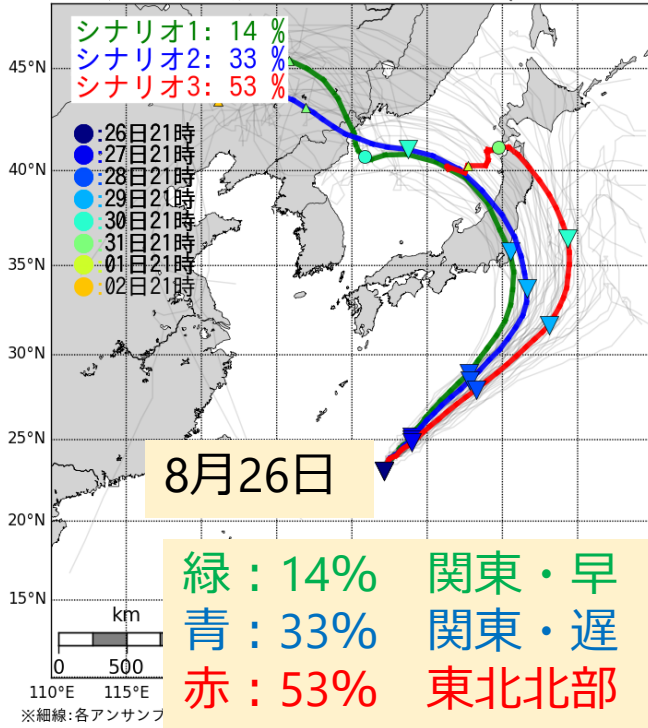 シナリオ1: 14 %
シナリオ2: 33 %
シナリオ3: 53 %
45°N
:26日21時
:27日21時
:28日21時
:29日21時
:30日21時
:31日21時
:01日21時
:02日21時
40°N
35°N
30°N
25°N
8月26日
20°N
緑：14%　関東・早
青：33%　関東・遅
赤：53%　東北北部
15°N
km
0 500
110°E 115°E
※細線:各アンサンブ